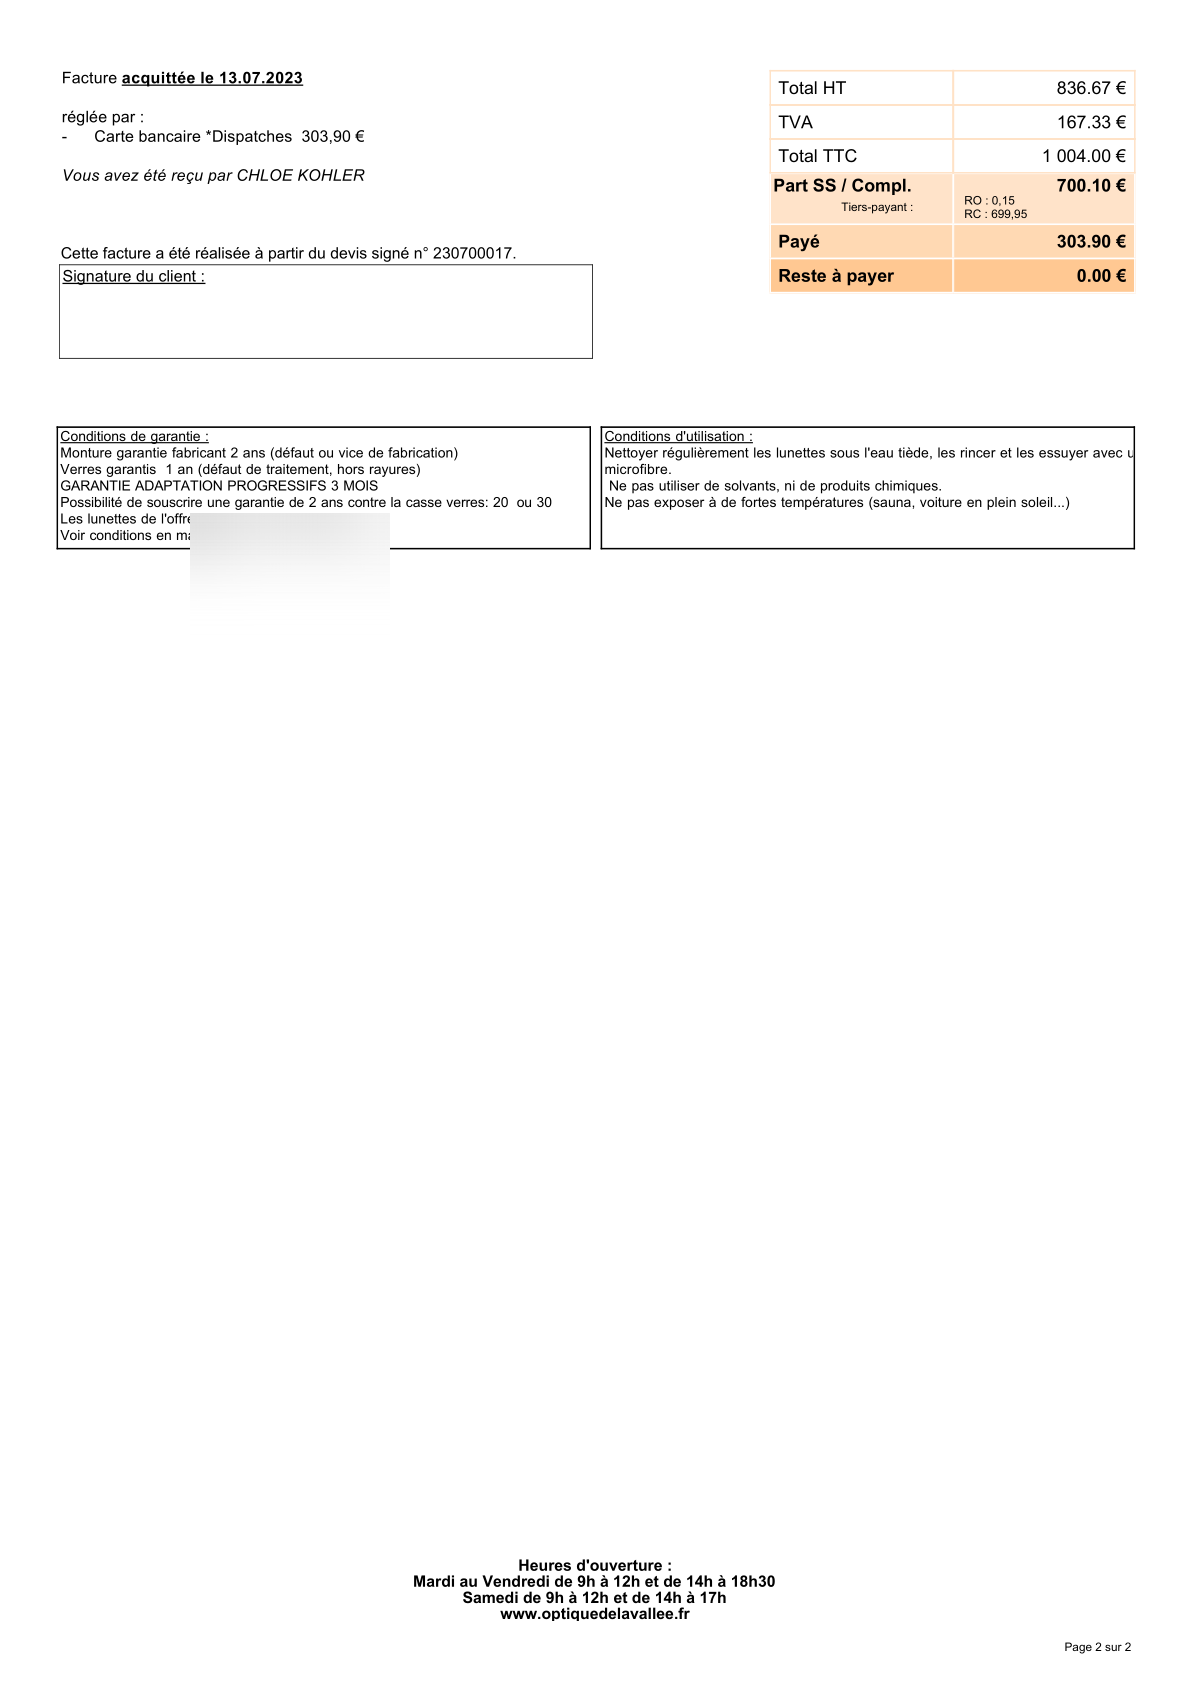 Facture acquittée le 13.07.2023
réglée par :
- Carte bancaire *Dispatches 303,90 €
Vous avez été reçu par CHLOE KOHLER
Total HT 836.67 €
TVA 167.33 €
Total TTC 1 004.00 €
Part SS / Compl. 700.10 €
Tiers-payant : RO : 0,15
RC : 699,95
Payé 303.90 €
Reste à payer 0.00 €
Cette facture a été réalisée à partir du devis signé n° 230700017.
Signature du client :
Conditions de garantie :
Monture garantie fabricant 2 ans (défaut ou vice de fabrication)
Verres garantis 1 an (défaut de traitement, hors rayures)
GARANTIE ADAPTATION PROGRESSIFS 3 MOIS
Possibilité de souscrire une garantie de 2 ans contre la casse verres: 20 ou 30
Les lunettes de
Voir conditions en
Conditions d'utilisation :
Nettoyer régulièrement les lunettes sous l'eau tiède, les rincer et les essuyer avec
microfibre.
Ne pas utiliser de solvants, ni de produits chimiques.
Ne pas exposer à de fortes températures (sauna, voiture en plein soleil...)
Heures d'ouverture :
Mardi au Vendredi de 9h à 12h et de 14h à 18h30
Samedi de 9h à 12h et de 14h à 17h
www.optiquedelavallee.fr
Page 2 sur 2